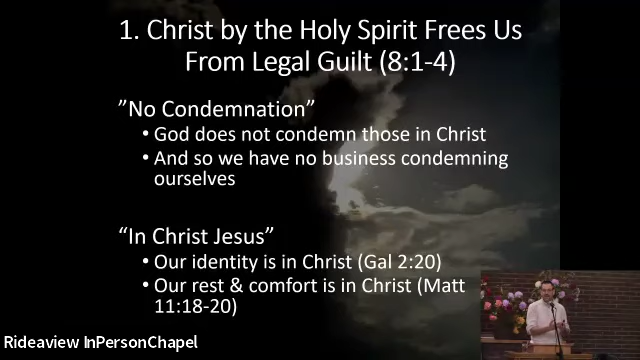 1. Christ by the Holy Spirit Frees Us
From Legal Guilt (8:1-4)
”No Condemnation”
• God does not condemn those in Christ
• And so we have no business condemning
ourselves
“In Christ Jesus”
• Our identity is in Christ (Gal 2:20)
• Our rest & comfort is in Christ (Matt
11:18-20)
Rideaview InPersonChapel